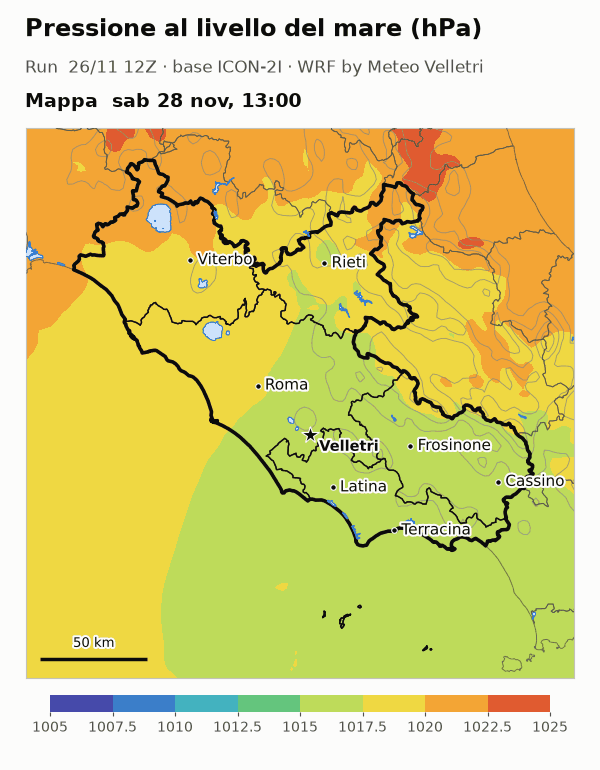 Pressione al livello del mare (hPa)
Run  26/11 12Z · base ICON-2I · WRF by Meteo Velletri
Mappa  sab 28 nov, 13:00
Viterbo
Rieti
Roma
Velletri
Frosinone
Cassino
Latina
Terracina
50 km
1005 1007.5 1010 1012.5 1015 1017.5 1020 1022.5 1025